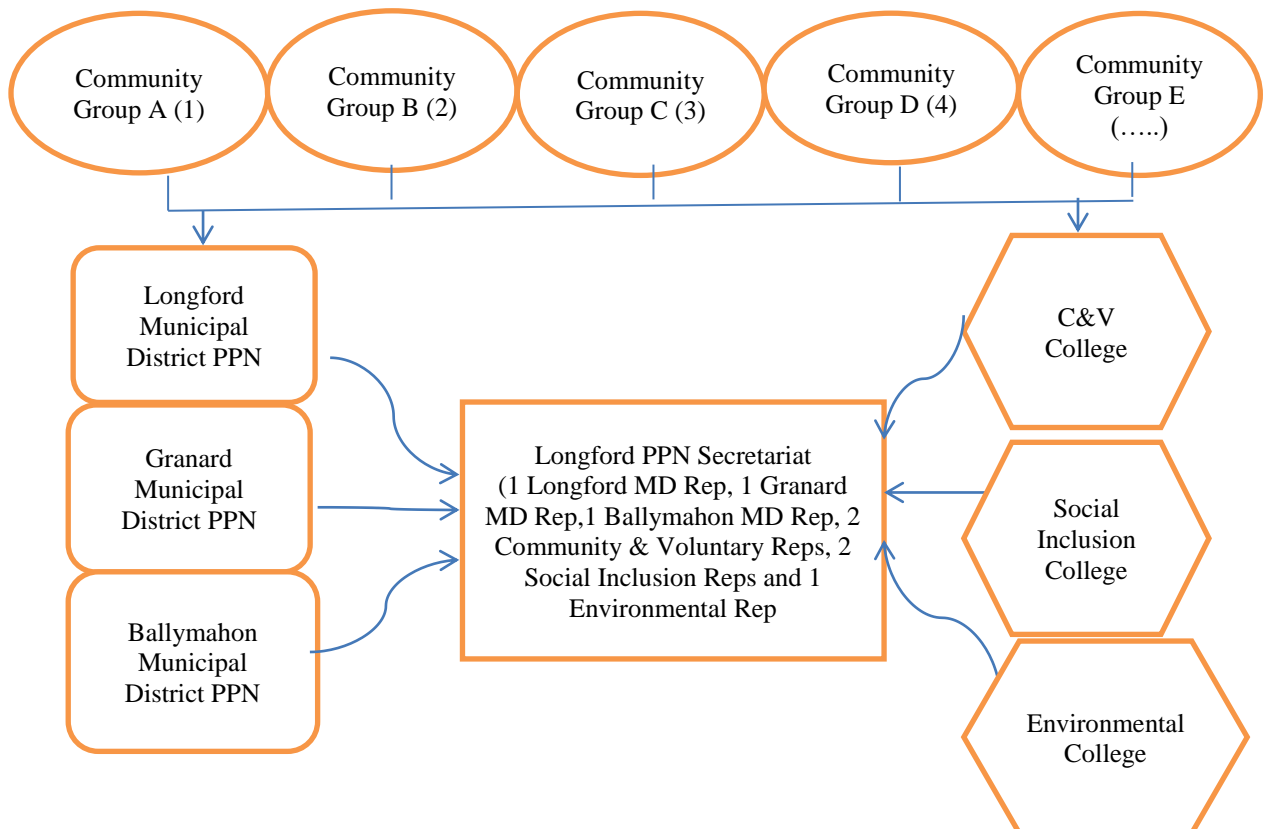 Community
Group A (1)
Community
Group B (2)
Community
Group C (3)
Community
Group D (4)
Community
Group E
(…..)
Longford
Municipal
District PPN
Granard
Municipal
District PPN
Ballymahon
Municipal
District PPN
Longford PPN Secretariat
(1 Longford MD Rep, 1 Granard
MD Rep,1 Ballymahon MD Rep, 2
Community & Voluntary Reps, 2
Social Inclusion Reps and 1
Environmental Rep
C&V
College
Social
Inclusion
College
Environmental
College